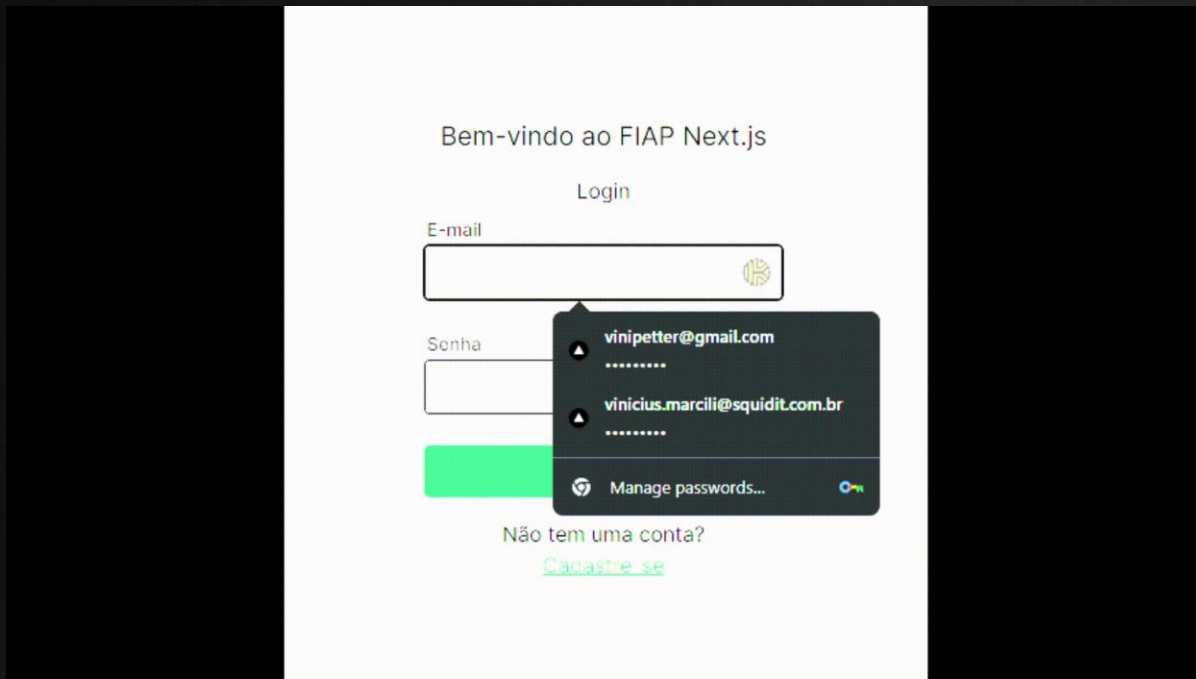 Bem-vindo ao FIAP Next.js
Login
E-mail
vinipetter@gmail.com
•••••••••
Senha
vinicius.marcili@squidit.com.br
•••••••••
Manage passwords...
Não tem uma conta?
Cadastre-se